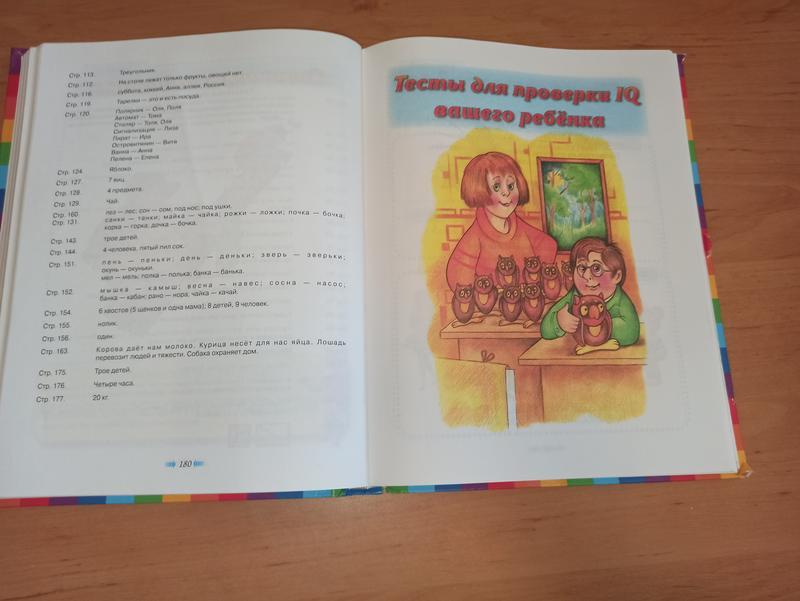 Стр. 113. Треугольник.
Стр. 112. На столе лежат только фрукты, овощей нет.
Стр. 116. суббота, хоккей, Анна, аллея, Россия.
Стр. 119. Тарелки — это и есть посуда.
Стр. 120. Полярник — Оля, Поля
Автомат — Тома
Столяр — Толя, Оля
Сигнализация — Лиза
Пират — Ира
Островитянин — Витя
Ванна — Анна
Пелена — Елена
Стр. 124. Яблоко.
Стр. 127. 7 яиц.
Стр. 128. 4 предмета.
Стр. 129. Чай.
Стр. 160. лез — лес; сон — сом; под нос; под ушки.
Стр. 131. санки — танки; майка — чайка; рожки — ложки; почка — бочка;
корка — горка; дочка — бочка.
Стр. 143. трое детей.
Стр. 144. 4 человека, пятый пил сок.
Стр. 151. пень — пеньки; день — деньки; зверь — зверьки;
окунь — окуньки.
мел — мель; полка — полька; банка — банька.
Стр. 152. мышка — камыш; весна — навес; сосна — насос;
банка — кабан; рано — нора; чайка — качай.
Стр. 154. 6 хвостов (5 щенков и одна мама); 8 детей, 9 человек.
Стр. 155. нолик.
Стр. 156. один.
Стр. 163. Корова даёт нам молоко. Курица несёт для нас яйца. Лошадь
перевозит людей и тяжести. Собака охраняет дом.
Стр. 175. Трое детей.
Стр. 176. Четыре часа.
Стр. 177. 20 кг.
180
Тесты для проверки IQ
вашего ребёнка